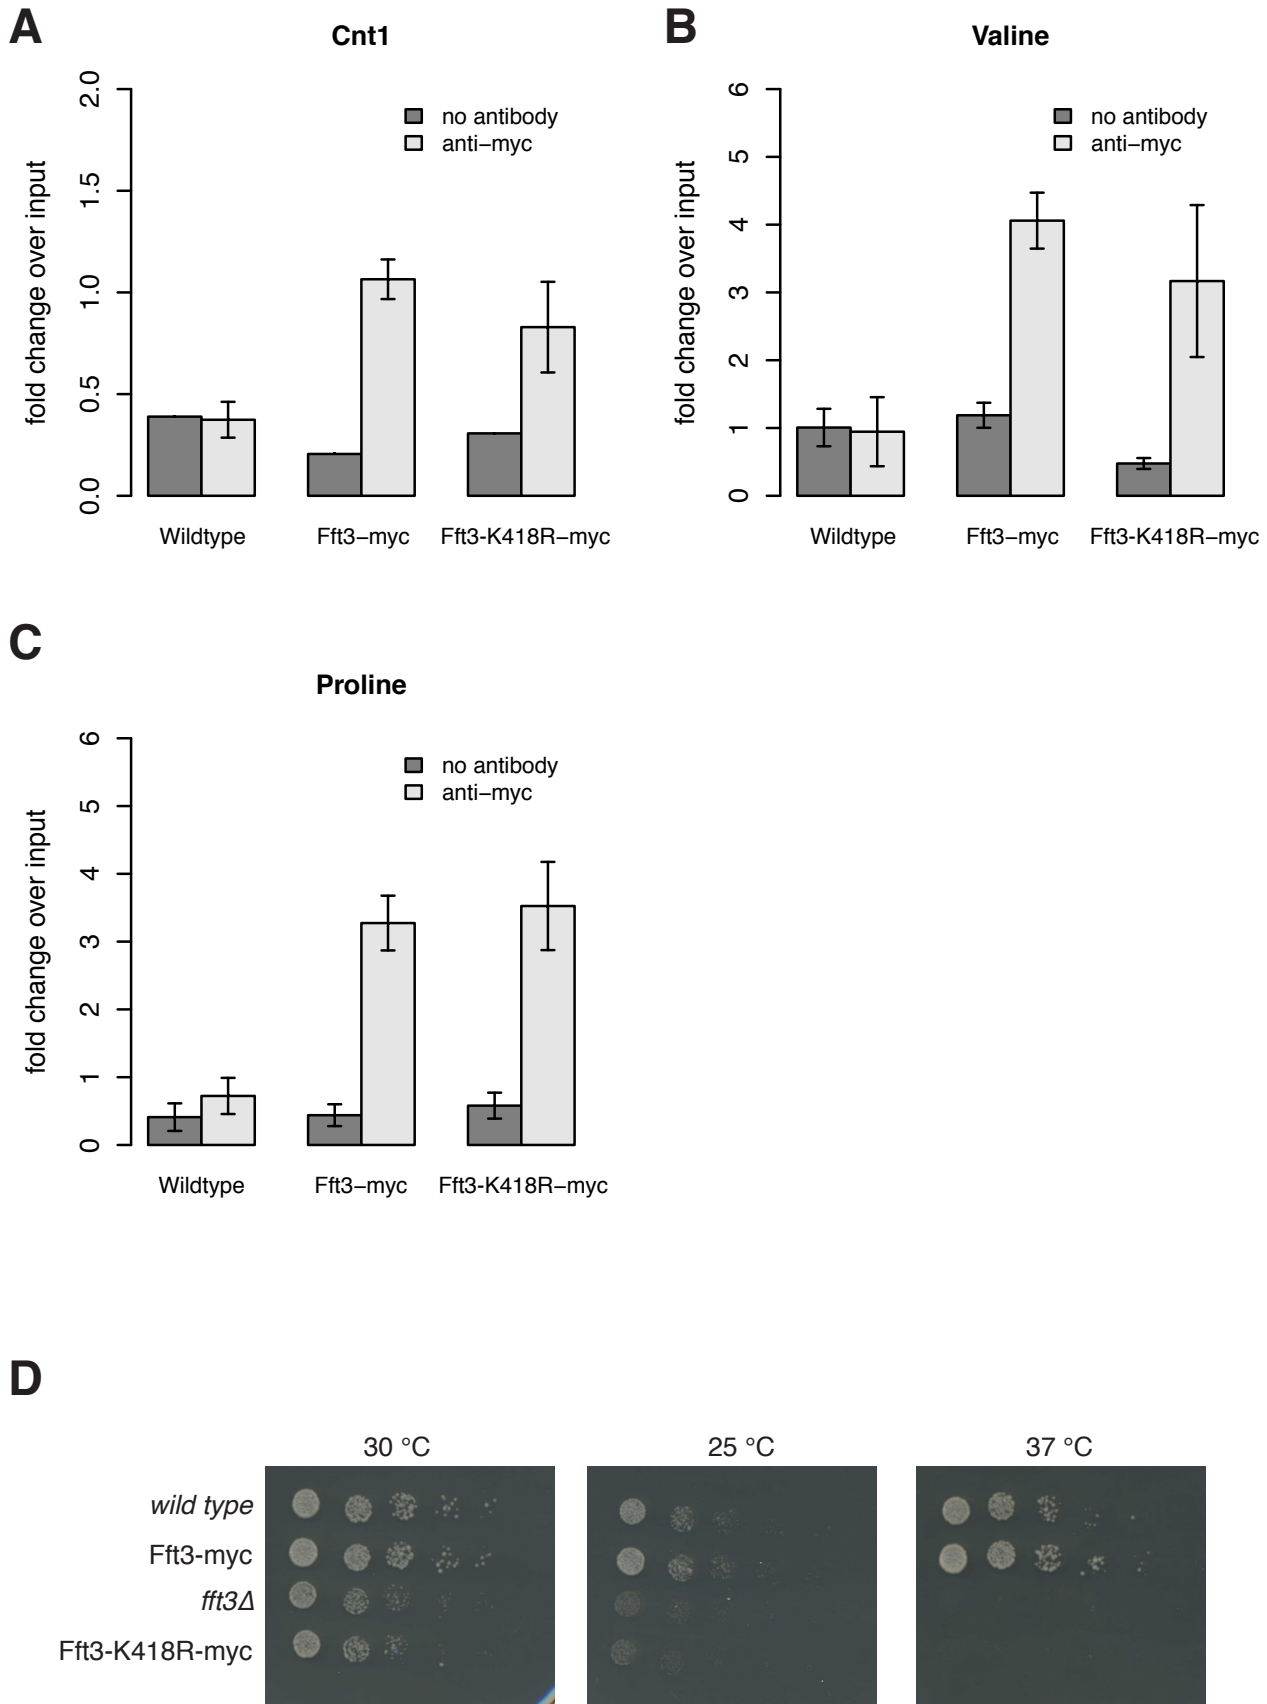 A
Cnt1
fold change over input
0.0 0.5 1.0 1.5 2.0
no antibody
anti−myc
Wildtype Fft3−myc Fft3-K418R−myc
B
Valine
fold change over input
0 1 2 3 4 5 6
no antibody
anti−myc
Wildtype Fft3−myc Fft3-K418R−myc
C
Proline
fold change over input
0 1 2 3 4 5 6
no antibody
anti−myc
Wildtype Fft3−myc Fft3-K418R−myc
D
30 °C 25 °C 37 °C
wild type
Fft3-myc
fft3Δ
Fft3-K418R-myc